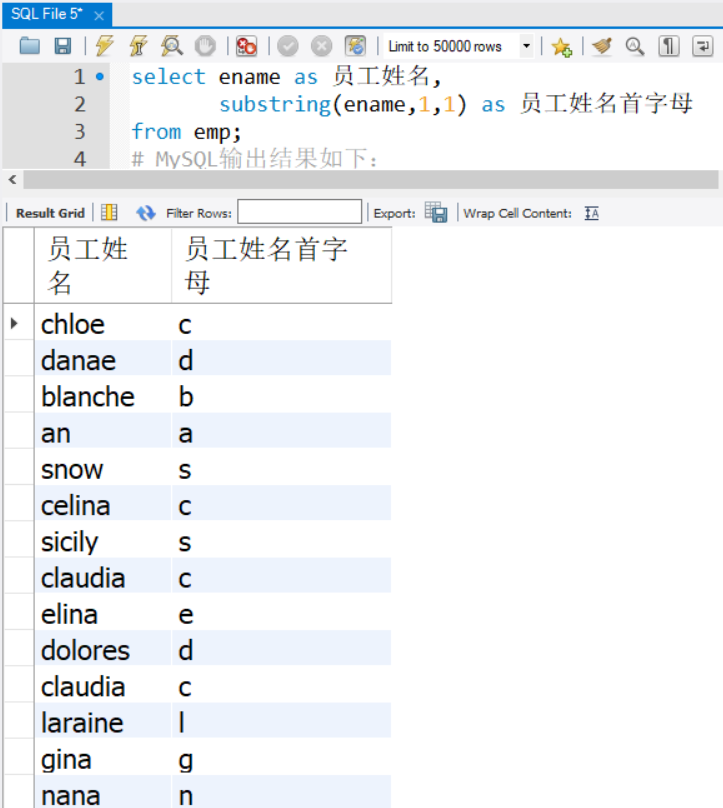 SQL File 5*
Limit to 50000 rows
1 select ename as 员工姓名,
2 substring(ename,1,1) as 员工姓名首字母
3 from emp;
4 # MySQL输出结果如下：
Result Grid Filter Rows: Export: Wrap Cell Content:
员工姓名 员工姓名首字母
chloe c
danae d
blanche b
an a
snow s
celina c
sicily s
claudia c
elina e
dolores d
claudia c
laraine l
gina g
nana n